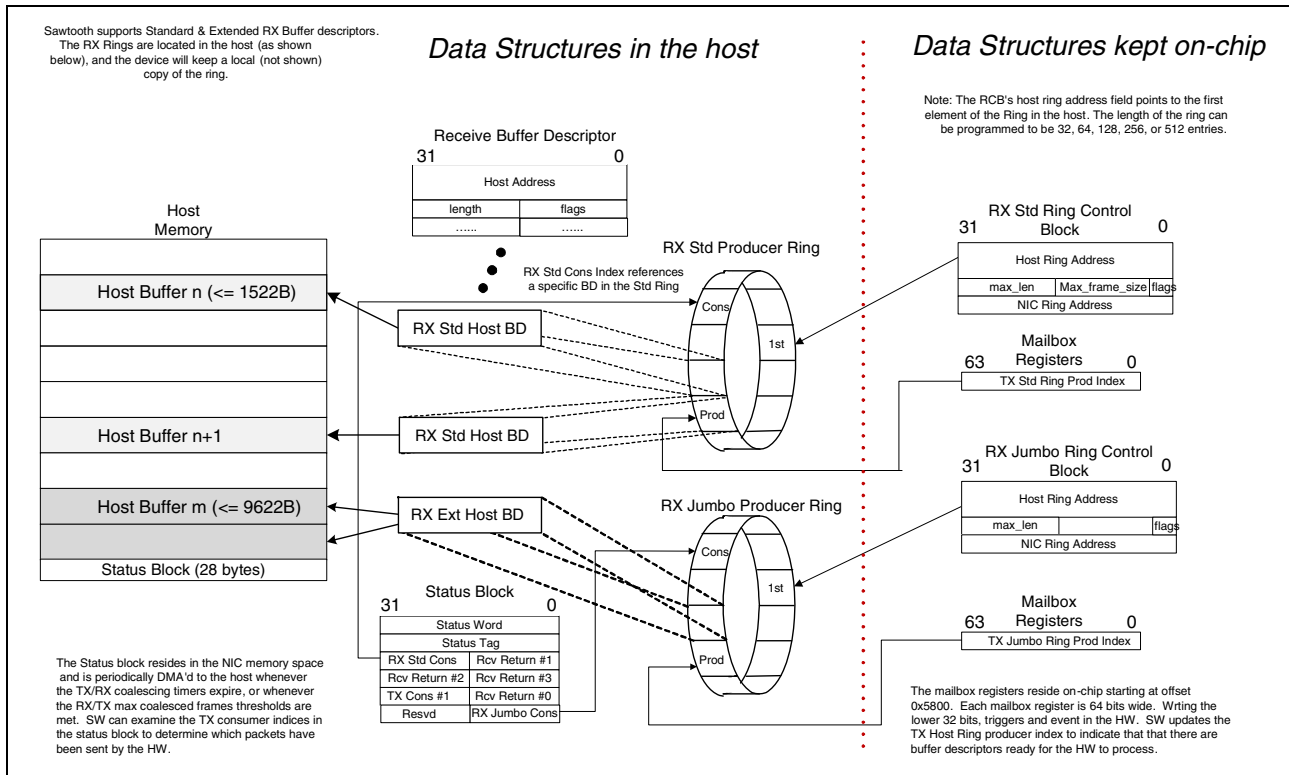 Sawtooth supports Standard & Extended RX Buffer descriptors.
The RX Rings are located in the host (as shown
below), and the device will keep a local (not shown)
copy of the ring.
Data Structures in the host
Data Structures kept on-chip
Note: The RCB's host ring address field points to the first
element of the Ring in the host. The length of the ring can
be programmed to be 32, 64, 128, 256, or 512 entries.
Receive Buffer Descriptor
31 0
Host Address
length flags
...... ......
Host
Memory
Host Buffer n (<= 1522B)
Host Buffer n+1
Host Buffer m (<= 9622B)
Status Block (28 bytes)
RX Std Cons Index references
a specific BD in the Std Ring
RX Std Host BD
RX Std Host BD
RX Ext Host BD
RX Std Producer Ring
Cons
1st
Prod
RX Jumbo Producer Ring
Cons
1st
Prod
RX Std Ring Control
Block
31 0
Host Ring Address
max_len Max_frame_size flags
NIC Ring Address
Mailbox
Registers
63 0
TX Std Ring Prod Index
RX Jumbo Ring Control
Block
31 0
Host Ring Address
max_len flags
NIC Ring Address
Mailbox
Registers
63 0
TX Jumbo Ring Prod Index
Status Block
31 0
Status Word
Status Tag
RX Std Cons Rcv Return #1
Rcv Return #2 Rcv Return #3
TX Cons #1 Rcv Return #0
Resvd RX Jumbo Cons
The Status block resides in the NIC memory space
and is periodically DMA'd to the host whenever
the TX/RX coalescing timers expire, or whenever
the RX/TX max coalesced frames thresholds are
met. SW can examine the TX consumer indices in
the status block to determine which packets have
been sent by the HW.
The mailbox registers reside on-chip starting at offset
0x5800. Each mailbox register is 64 bits wide. Wrting the
lower 32 bits, triggers and event in the HW. SW updates the
TX Host Ring producer index to indicate that that there are
buffer descriptors ready for the HW to process.